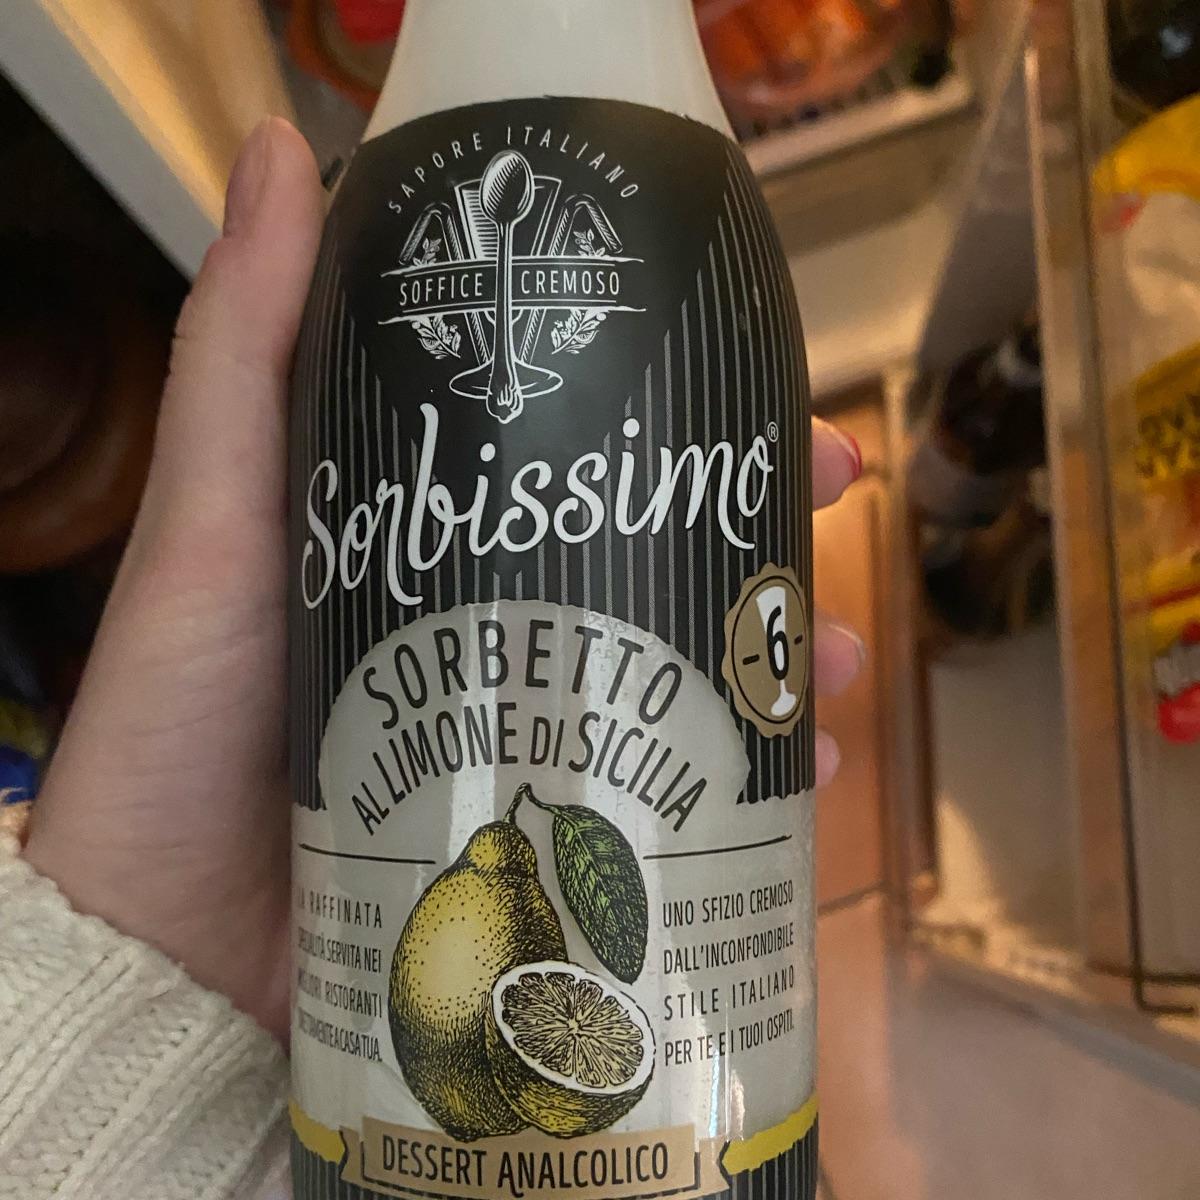 SAPORE ITALIANO
SOFFICE CREMOSO
Sorbissimo®
-6-
SORBETTO
AL LIMONE DI SICILIA
RAFFINATA
SERVITA NEI
RISTORANTI
A CASA TUA.
UNO SFIZIO CREMOSO
DALL'INCONFONDIBILE
STILE ITALIANO
PER TE E I TUOI OSPITI.
DESSERT ANALCOLICO